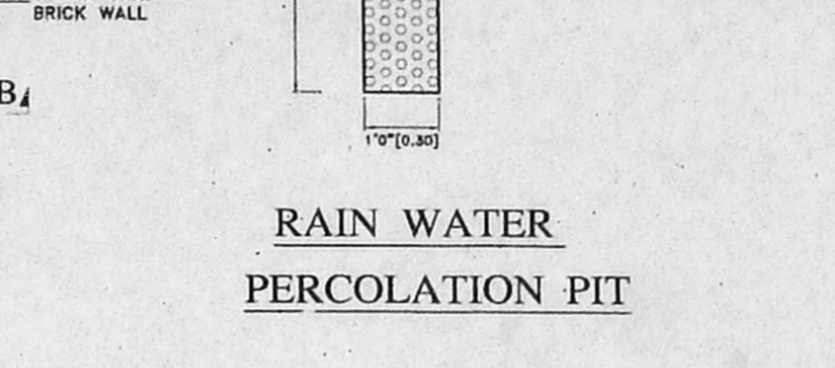 BRICK WALL
B
1'0"[0.30]
RAIN WATER
PERCOLATION PIT